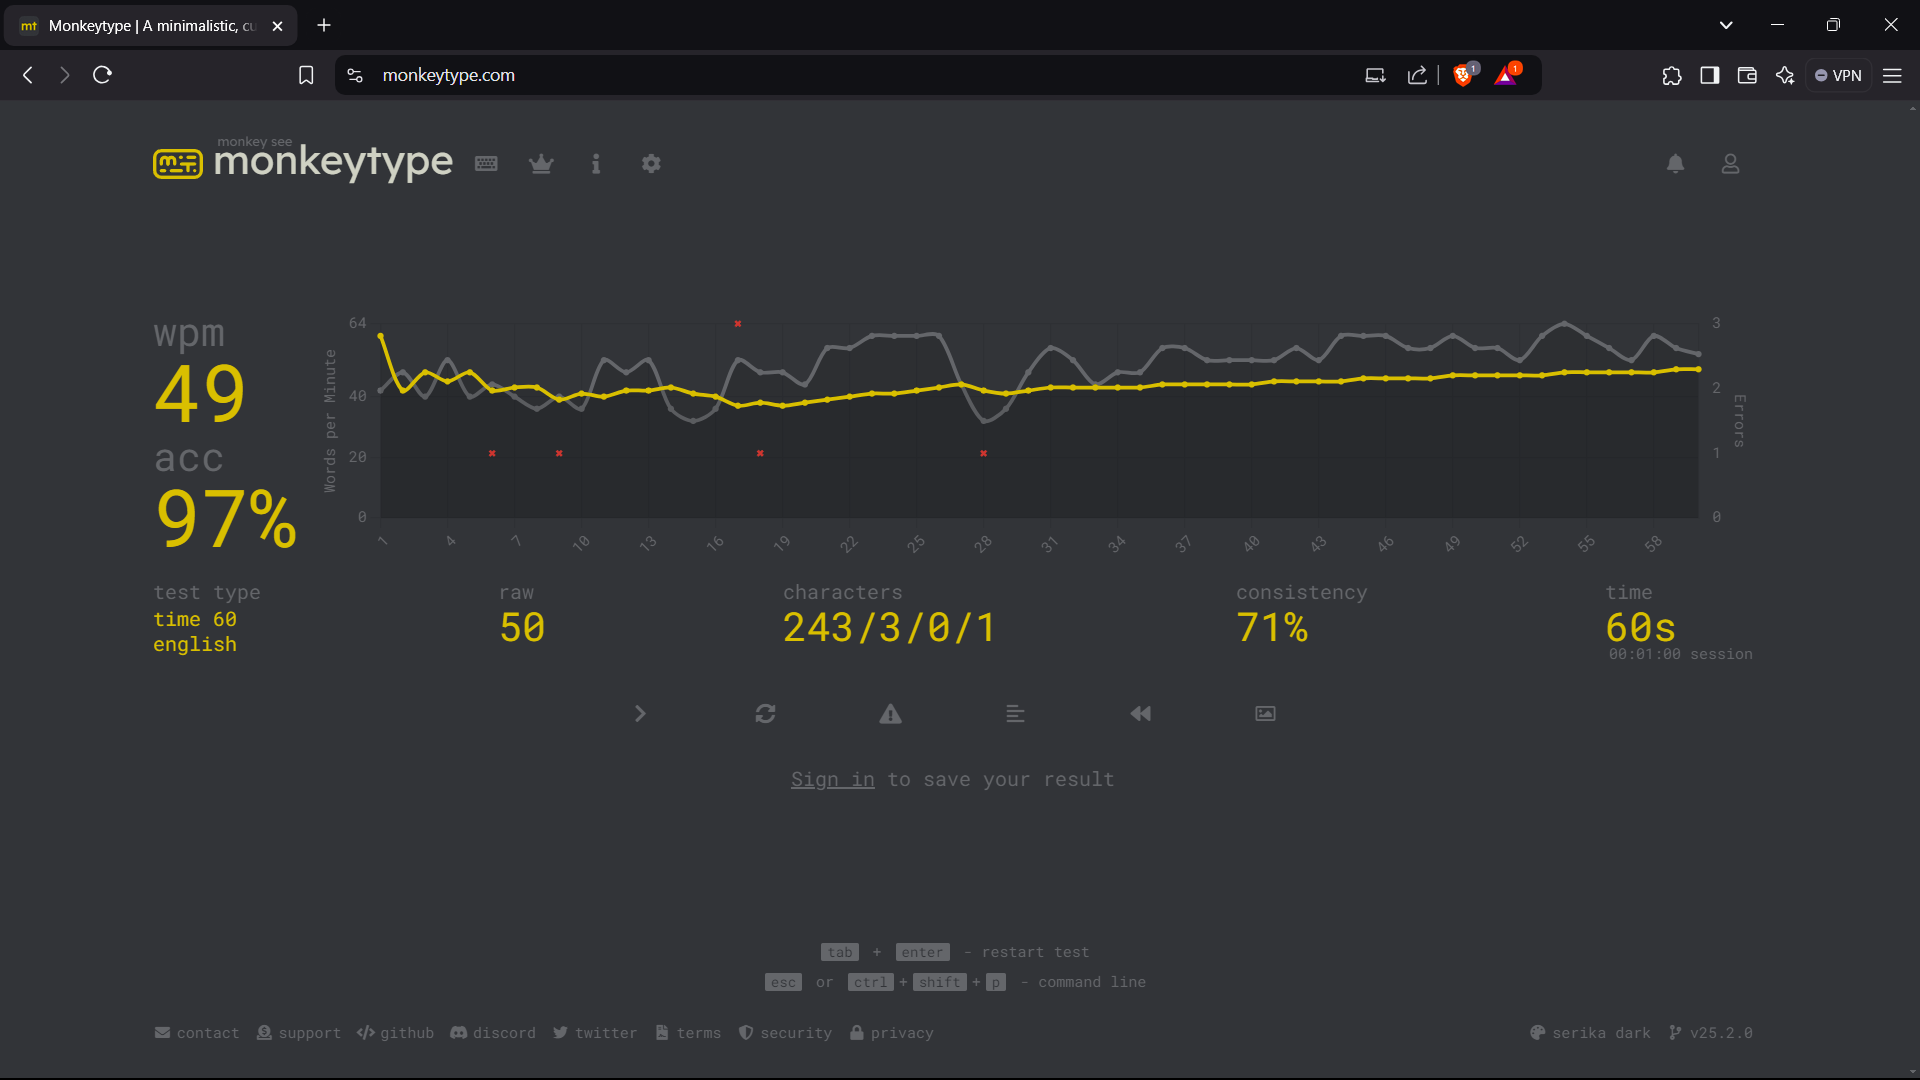 mt Monkeytype | A minimalistic, cu
monkeytype.com
1
1
VPN
monkey see
monkeytype
wpm
49
acc
97%
Words per Minute
64
40
20
0
3
2
1
0
Errors
1 4 7 10 13 16 19 22 25 28 31 34 37 40 43 46 49 52 55 58
test type
time 60
english
raw
50
characters
243/3/0/1
consistency
71%
time
60s
00:01:00 session
Sign in to save your result
tab + enter - restart test
esc or ctrl + shift + p - command line
contact support github discord twitter terms security privacy serika dark v25.2.0